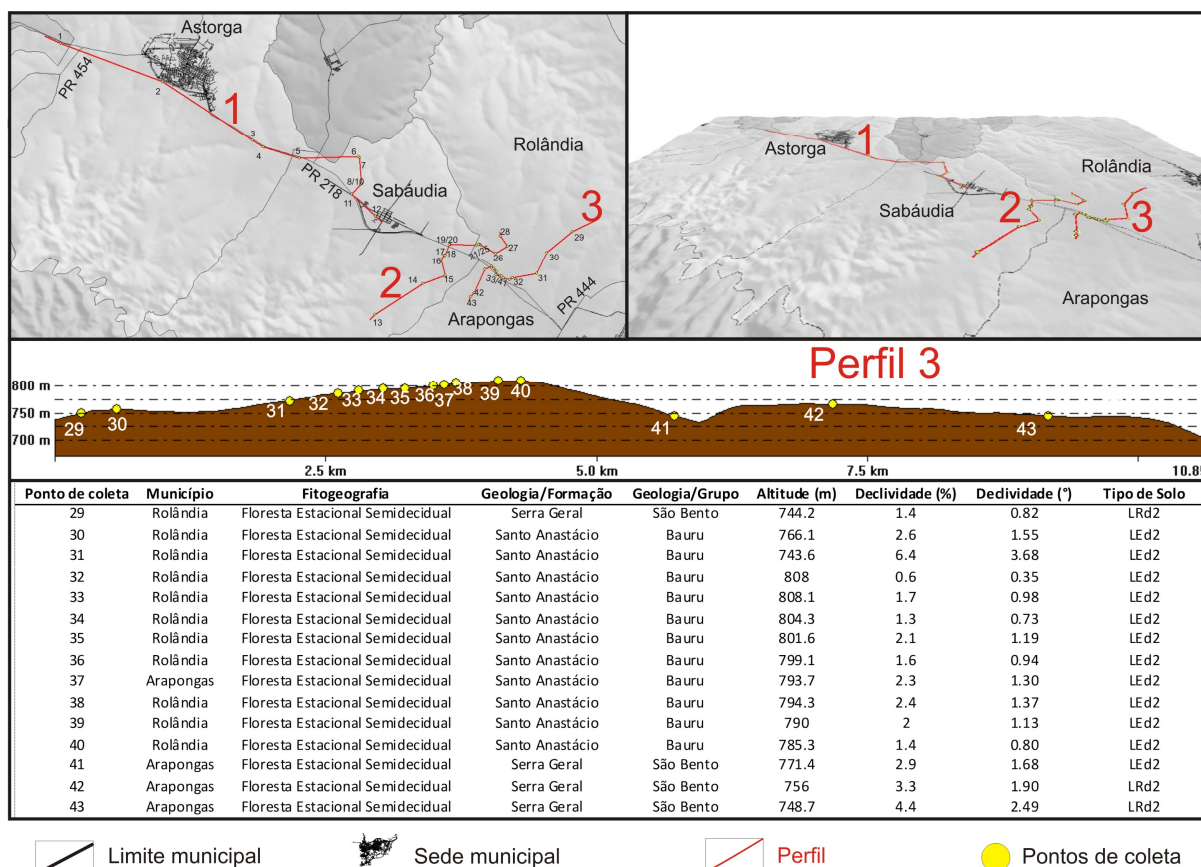 Astorga
1
PR 454
2
1
3
4
5
6
7
PR 218
8/10
11
Sabáudia
12
Rolândia
3
19/20
28
29
17
18
21/25
27
16
26
30
14
15
2
33/41
32
31
42
43
13
Arapongas
PR 444
Astorga
1
Rolândia
Sabáudia
2
3
Arapongas
Perfil 3
800 m
750 m
700 m
29
30
31
32
33
34
35
36
37
38
39
40
41
42
43
2.5 km
5.0 km
7.5 km
10.8
Ponto de coleta Município Fitogeografia Geologia/Formação Geologia/Grupo Altitude (m) Declividade (%) Declividade (°) Tipo de Solo
29 Rolândia Floresta Estacional Semidecidual Serra Geral São Bento 744.2 1.4 0.82 LRd2
30 Rolândia Floresta Estacional Semidecidual Santo Anastácio Bauru 766.1 2.6 1.55 LEd2
31 Rolândia Floresta Estacional Semidecidual Santo Anastácio Bauru 743.6 6.4 3.68 LEd2
32 Rolândia Floresta Estacional Semidecidual Santo Anastácio Bauru 808 0.6 0.35 LEd2
33 Rolândia Floresta Estacional Semidecidual Santo Anastácio Bauru 808.1 1.7 0.98 LEd2
34 Rolândia Floresta Estacional Semidecidual Santo Anastácio Bauru 804.3 1.3 0.73 LEd2
35 Rolândia Floresta Estacional Semidecidual Santo Anastácio Bauru 801.6 2.1 1.19 LEd2
36 Rolândia Floresta Estacional Semidecidual Santo Anastácio Bauru 799.1 1.6 0.94 LEd2
37 Arapongas Floresta Estacional Semidecidual Santo Anastácio Bauru 793.7 2.3 1.30 LEd2
38 Rolândia Floresta Estacional Semidecidual Santo Anastácio Bauru 794.3 2.4 1.37 LEd2
39 Rolândia Floresta Estacional Semidecidual Santo Anastácio Bauru 790 2 1.13 LEd2
40 Rolândia Floresta Estacional Semidecidual Santo Anastácio Bauru 785.3 1.4 0.80 LEd2
41 Arapongas Floresta Estacional Semidecidual Serra Geral São Bento 771.4 2.9 1.68 LEd2
42 Arapongas Floresta Estacional Semidecidual Serra Geral São Bento 756 3.3 1.90 LRd2
43 Arapongas Floresta Estacional Semidecidual Serra Geral São Bento 748.7 4.4 2.49 LRd2
Limite municipal
Sede municipal
Perfil
Pontos de coleta